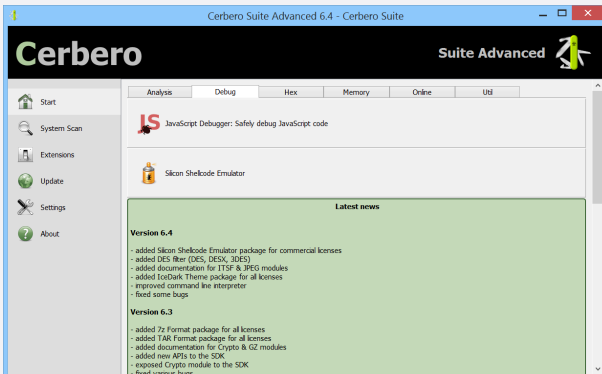 Cerbero Suite Advanced 6.4 - Cerbero Suite
Cerbero
Suite Advanced
Start
System Scan
Extensions
Update
Settings
About
Analysis
Debug
Hex
Memory
Online
Util
JavaScript Debugger: Safely debug JavaScript code
Silicon Shellcode Emulator
Latest news
Version 6.4
- added Silicon Shellcode Emulator package for commercial licenses
- added DES filter (DES, DESX, 3DES)
- added documentation for ITSF & JPEG modules
- added IceDark Theme package for all licenses
- improved command line interpreter
- fixed some bugs
Version 6.3
- added 7z Format package for all licenses
- added TAR Format package for all licenses
- added documentation for Crypto & GZ modules
- added new APIs to the SDK
- exposed Crypto module to the SDK
- fixed various bugs